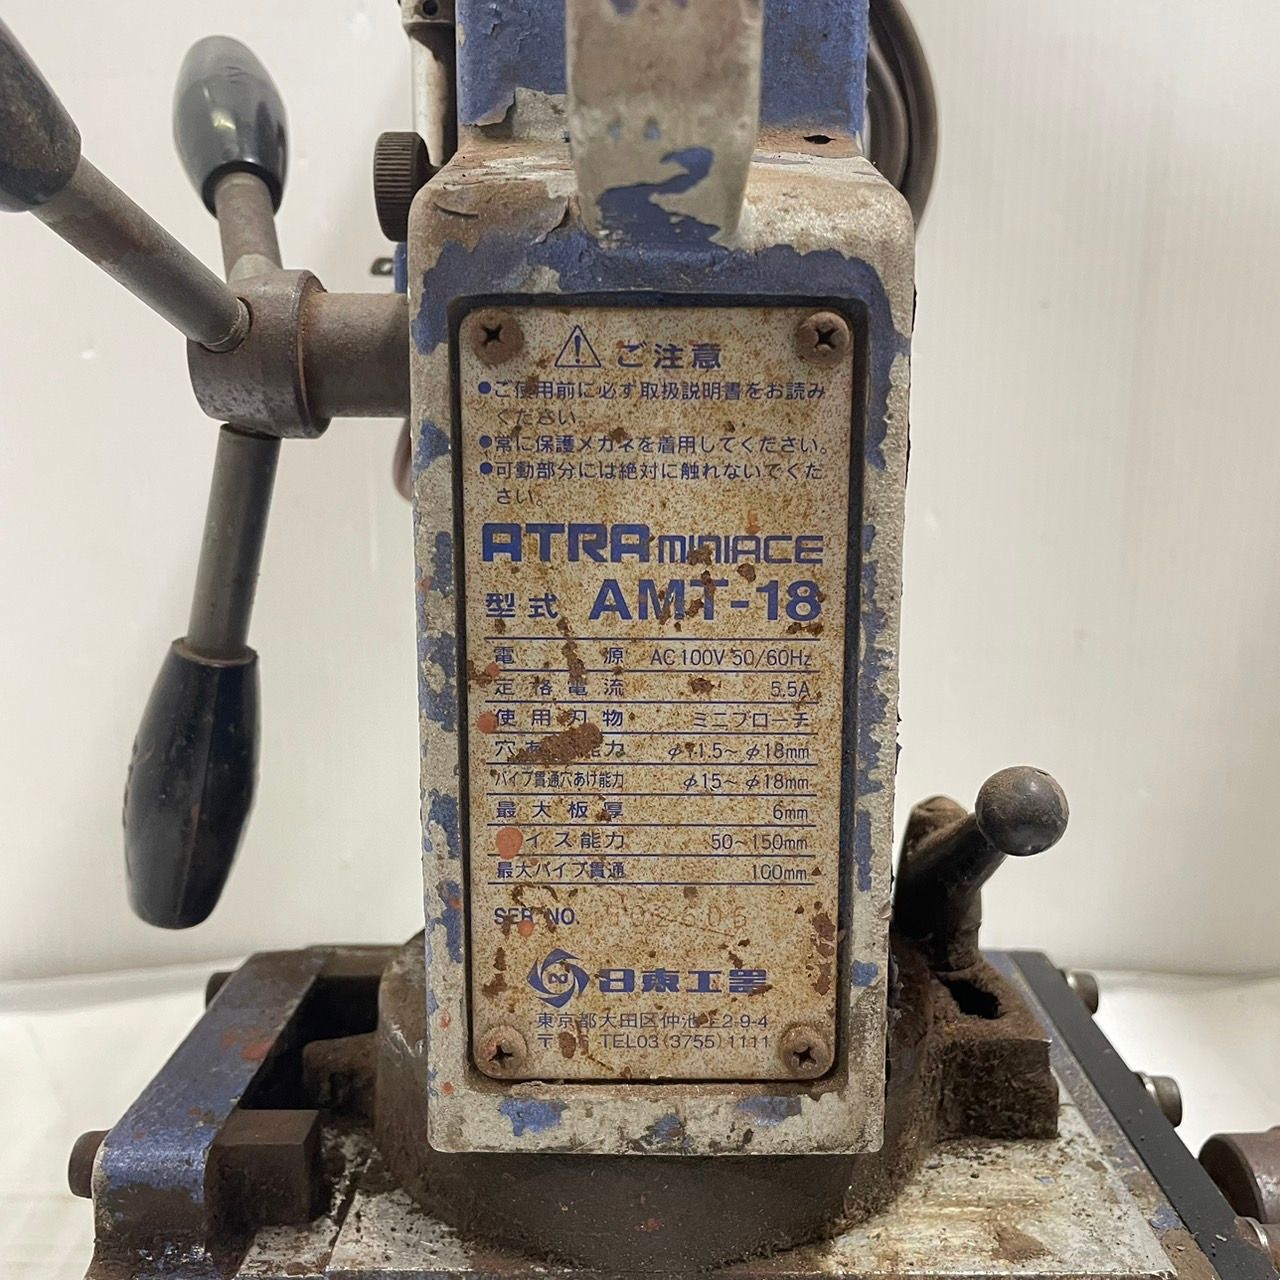 ご注意
●ご使用前に必ず取扱説明書をお読み
ください。
●常に保護メガネを着用してください。
●可動部分には絶対に触れないでくだ
さい。
ATRA MINIACE
型式 AMT-18
電源 AC100V 50/60Hz
定格電流 5.5A
使用刃物 ミニブローチ
穴あ 能力 φ11.5~φ18mm
パイプ貫通穴あけ能力 φ15~φ18mm
最大板厚 6mm
イス能力 50~150mm
最大パイプ貫通 100mm
SER NO.
日東工器
東京都大田区仲池上2-9-4
〒 TEL03(3755)1111